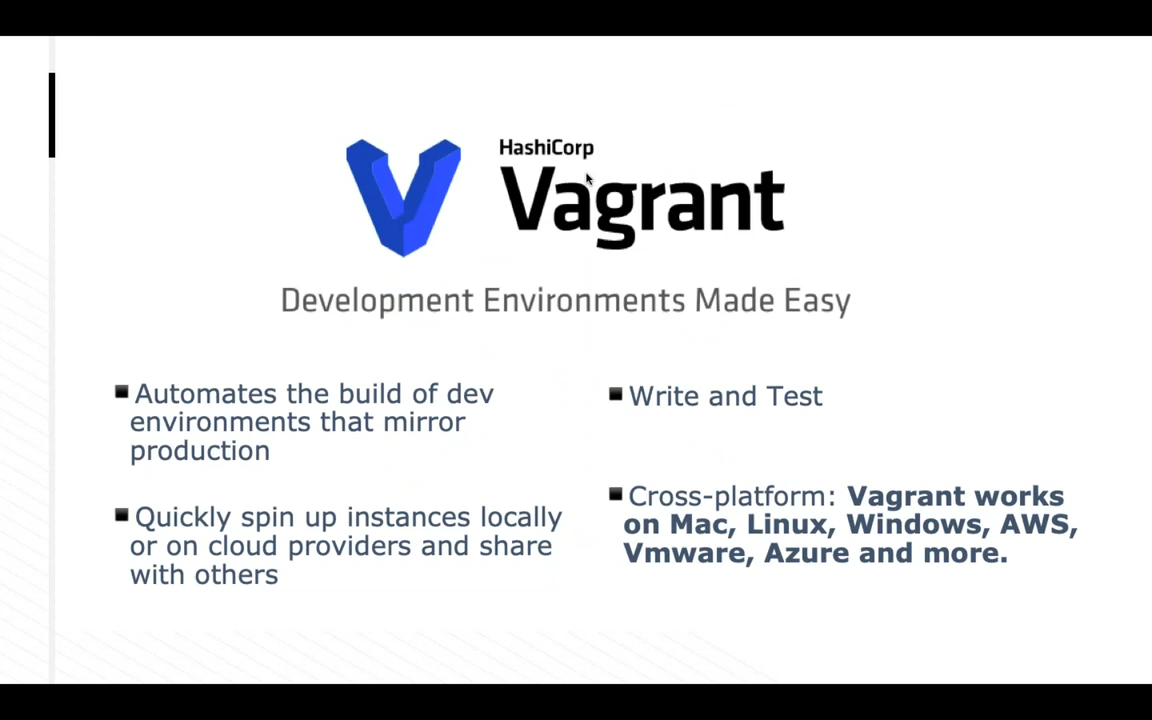 HashiCorp
Vagrant
Development Environments Made Easy
Automates the build of dev
environments that mirror
production
Quickly spin up instances locally
or on cloud providers and share
with others
Write and Test
Cross-platform: Vagrant works
on Mac, Linux, Windows, AWS,
Vmware, Azure and more.